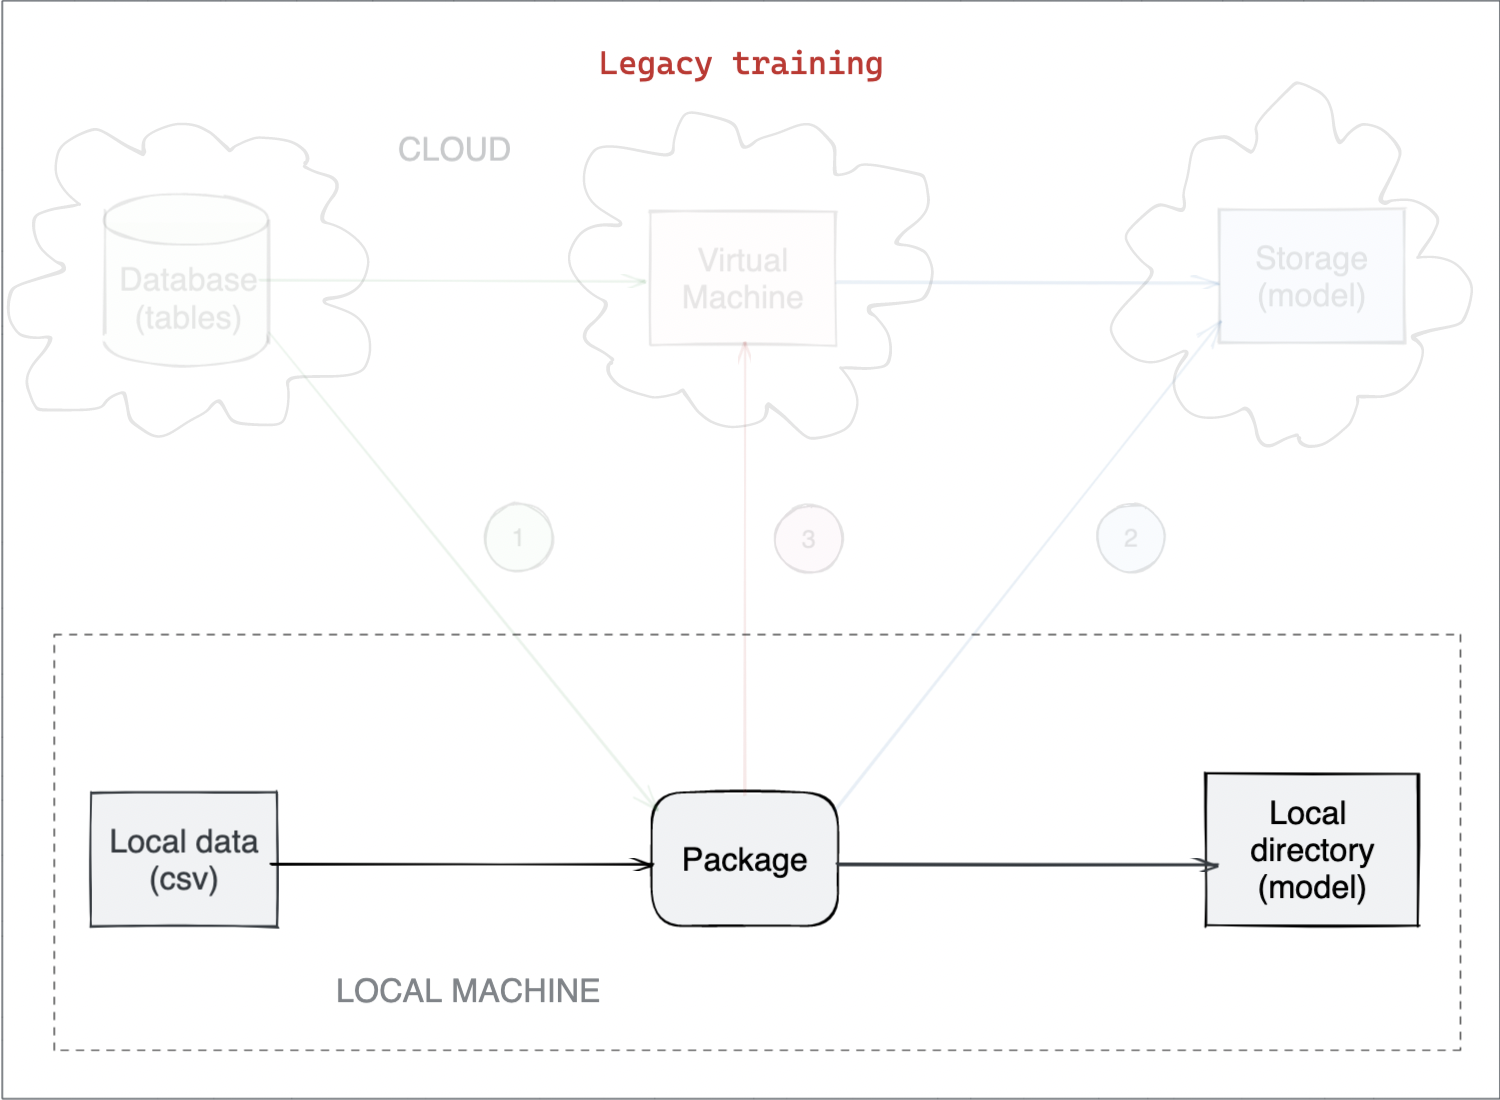 Legacy training
CLOUD
Database
(tables)
Virtual
Machine
Storage
(model)
1
3
2
Local data
(csv)
Package
Local
directory
(model)
LOCAL MACHINE